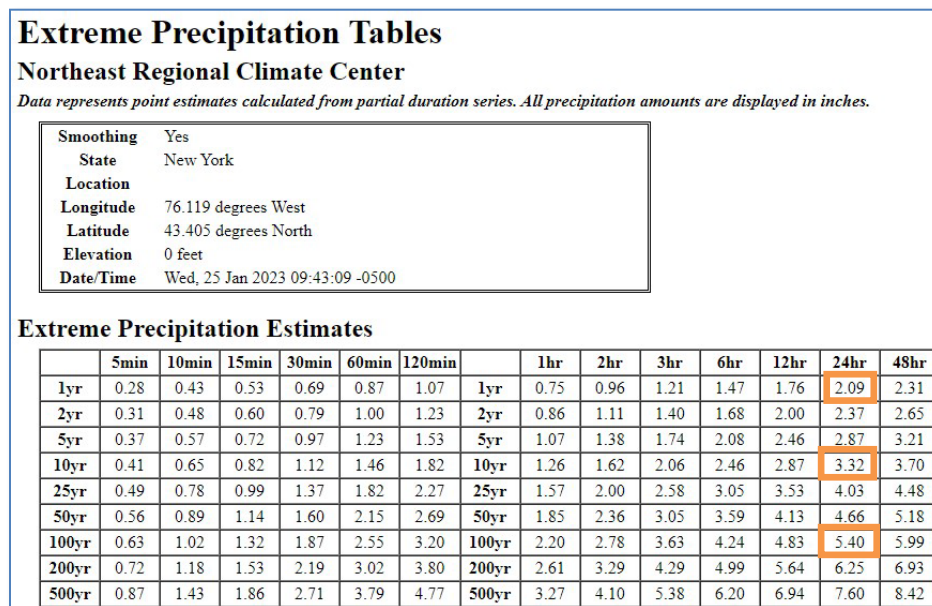 Extreme Precipitation Tables
Northeast Regional Climate Center
Data represents point estimates calculated from partial duration series. All precipitation amounts are displayed in inches.
Smoothing Yes
State New York
Location
Longitude 76.119 degrees West
Latitude 43.405 degrees North
Elevation 0 feet
Date/Time Wed, 25 Jan 2023 09:43:09 -0500
Extreme Precipitation Estimates
5min 10min 15min 30min 60min 120min 1hr 2hr 3hr 6hr 12hr 24hr 48hr
1yr 0.28 0.43 0.53 0.69 0.87 1.07 1yr 0.75 0.96 1.21 1.47 1.76 2.09 2.31
2yr 0.31 0.48 0.60 0.79 1.00 1.23 2yr 0.86 1.11 1.40 1.68 2.00 2.37 2.65
5yr 0.37 0.57 0.72 0.97 1.23 1.53 5yr 1.07 1.38 1.74 2.08 2.46 2.87 3.21
10yr 0.41 0.65 0.82 1.12 1.46 1.82 10yr 1.26 1.62 2.06 2.46 2.87 3.32 3.70
25yr 0.49 0.78 0.99 1.37 1.82 2.27 25yr 1.57 2.00 2.58 3.05 3.53 4.03 4.48
50yr 0.56 0.89 1.14 1.60 2.15 2.69 50yr 1.85 2.36 3.05 3.59 4.13 4.66 5.18
100yr 0.63 1.02 1.32 1.87 2.55 3.20 100yr 2.20 2.78 3.63 4.24 4.83 5.40 5.99
200yr 0.72 1.18 1.53 2.19 3.02 3.80 200yr 2.61 3.29 4.29 4.99 5.64 6.25 6.93
500yr 0.87 1.43 1.86 2.71 3.79 4.77 500yr 3.27 4.10 5.38 6.20 6.94 7.60 8.42